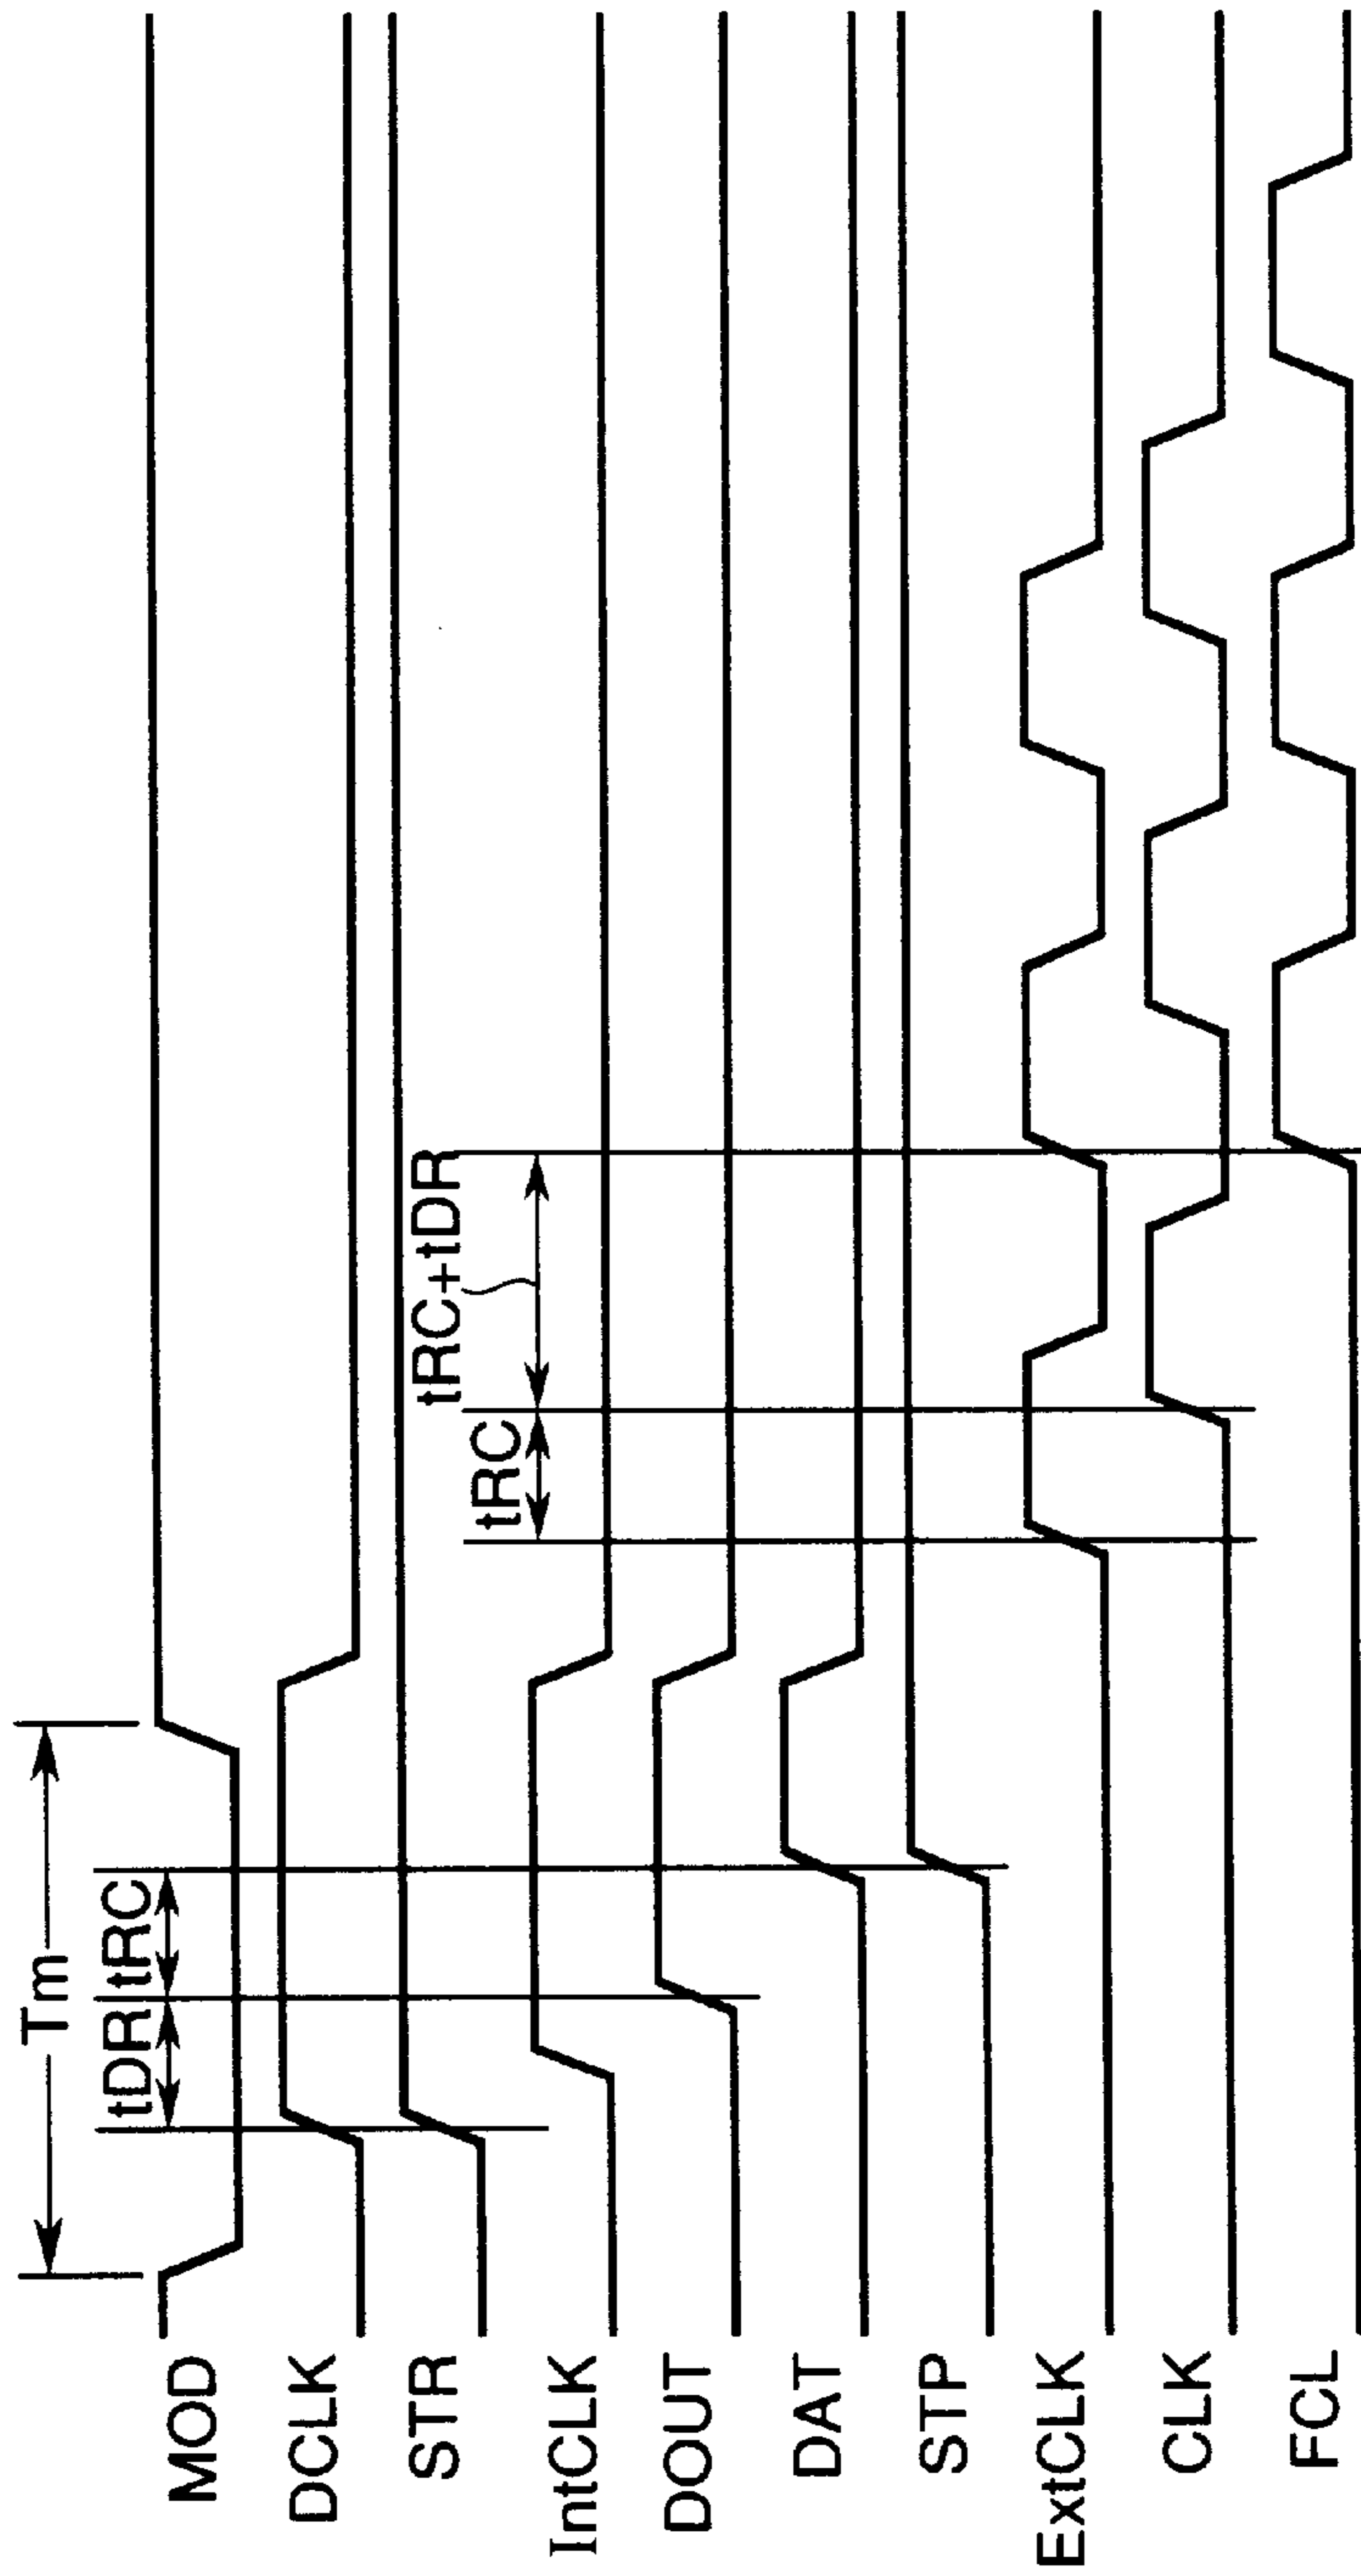 Tm
tDR
tRC
tRC
tRC+tDR
MOD
DCLK
STR
IntCLK
DOUT
DAT
STP
ExtCLK
CLK
FCL